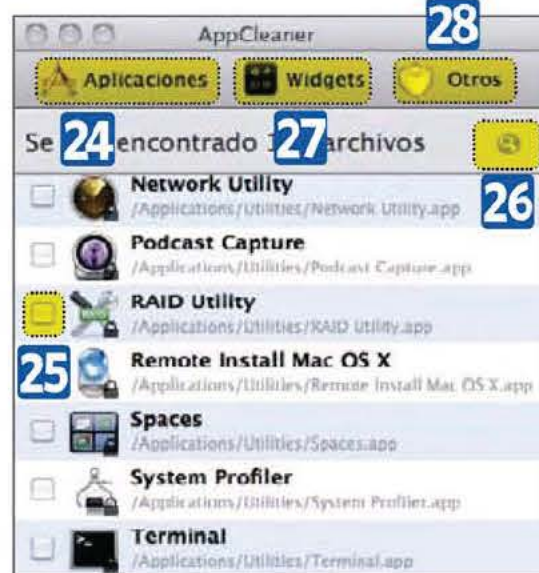 28
AppCleaner
Aplicaciones Widgets Otros
Se 24 encontrado 27 archivos
26
Network Utility
/Applications/Utilities/Network Utility.app
Podcast Capture
/Applications/Utilities/Podcast Capture.app
RAID Utility
/Applications/Utilities/RAID Utility.app
25
Remote Install Mac OS X
/Applications/Utilities/Remote Install Mac OS X.app
Spaces
/Applications/Utilities/Spaces.app
System Profiler
/Applications/Utilities/System Profiler.app
Terminal
/Applications/Utilities/Terminal.app